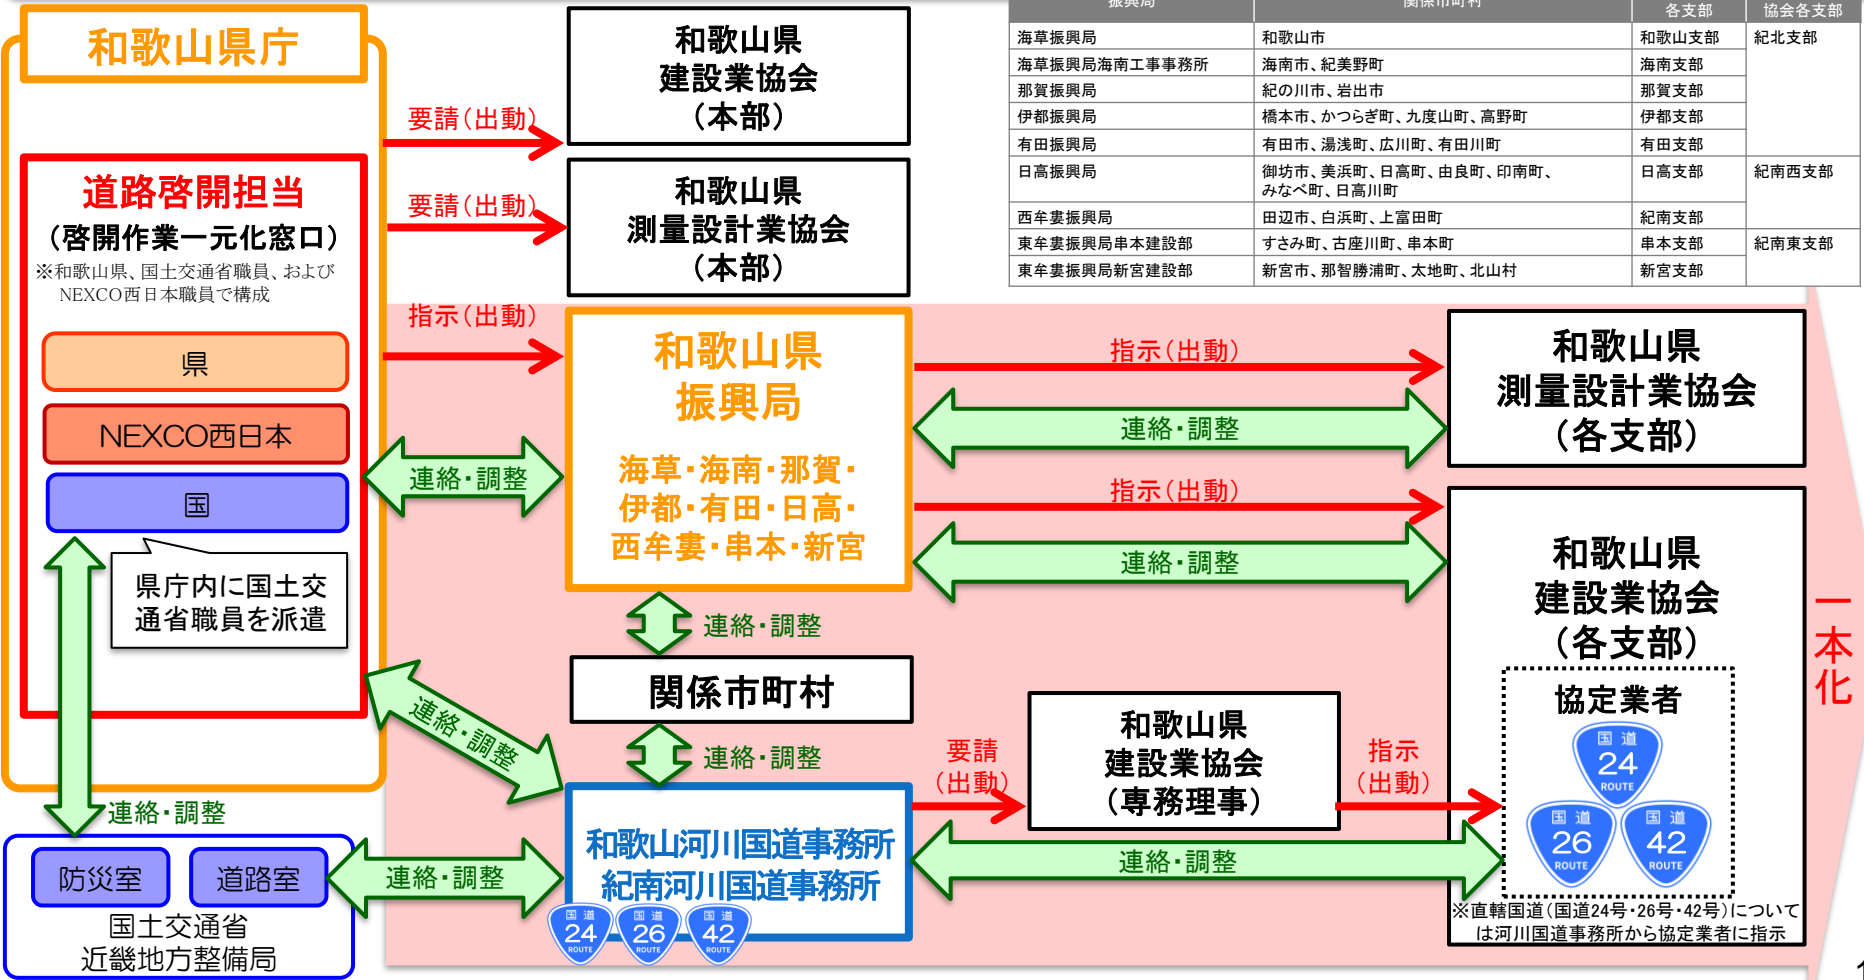 和歌山県庁
道路啓開担当
(啓開作業一元化窓口)
※和歌山県、国土交通省職員、および
NEXCO西日本職員で構成
県
NEXCO西日本
国
県庁内に国土交
通省職員を派遣
連絡・調整
防災室
道路室
国土交通省
近畿地方整備局
要請(出動)
要請(出動)
指示(出動)
連絡・調整
連絡・調整
連絡・調整
和歌山県
建設業協会
(本部)
和歌山県
測量設計業協会
(本部)
和歌山県
振興局
海草・海南・那賀・
伊都・有田・日高・
西牟婁・串本・新宮
連絡・調整
関係市町村
連絡・調整
和歌山河川国道事務所
紀南河川国道事務所
国道
24
ROUTE
国道
26
ROUTE
国道
42
ROUTE
振興局 関係市町村 各支部 協会各支部
海草振興局 和歌山市 和歌山支部 紀北支部
海草振興局海南工事事務所 海南市、紀美野町 海南支部
那賀振興局 紀の川市、岩出市 那賀支部
伊都振興局 橋本市、かつらぎ町、九度山町、高野町 伊都支部
有田振興局 有田市、湯浅町、広川町、有田川町 有田支部
日高振興局 御坊市、美浜町、日高町、由良町、印南町、 日高支部 紀南西支部
みなべ町、日高川町
西牟婁振興局 田辺市、白浜町、上富田町 紀南支部
東牟婁振興局串本建設部 すさみ町、古座川町、串本町 串本支部 紀南東支部
東牟婁振興局新宮建設部 新宮市、那智勝浦町、太地町、北山村 新宮支部
指示(出動)
連絡・調整
指示(出動)
連絡・調整
要請
(出動)
和歌山県
建設業協会
(専務理事)
指示
(出動)
連絡・調整
和歌山県
測量設計業協会
(各支部)
和歌山県
建設業協会
(各支部)
協定業者
国道
24
ROUTE
国道
26
ROUTE
国道
42
ROUTE
※直轄国道(国道24号・26号・42号)について
は河川国道事務所から協定業者に指示
一本化